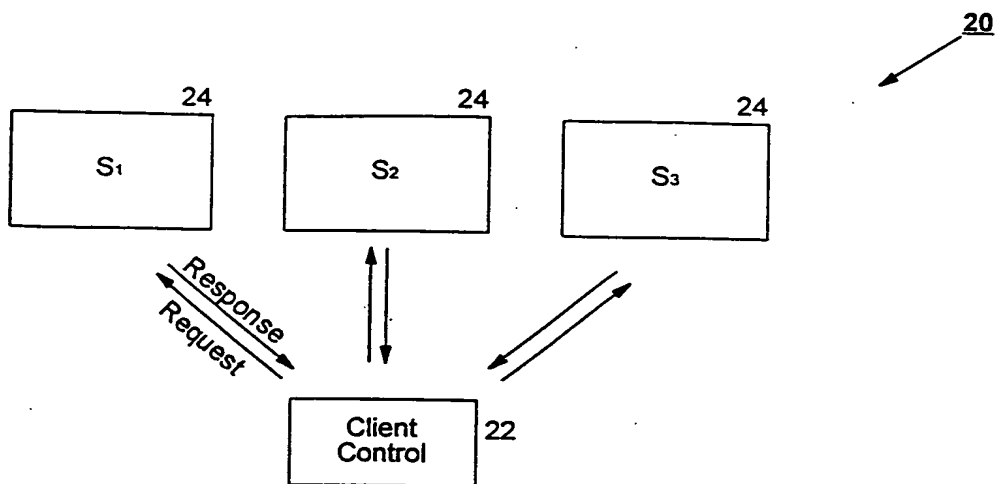 20
24
24
24
S1
S2
S3
Response
Request
Client
Control
22